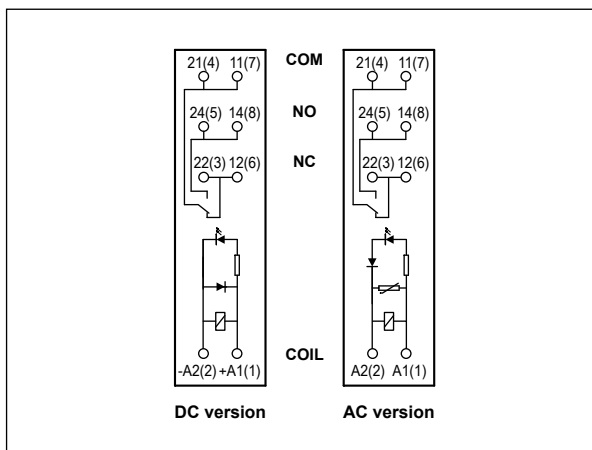 21(4) 11(7) COM 21(4) 11(7)
24(5) 14(8) NO 24(5) 14(8)
22(3) 12(6) NC 22(3) 12(6)
COIL
-A2(2) +A1(1) A2(2) A1(1)
DC version AC version